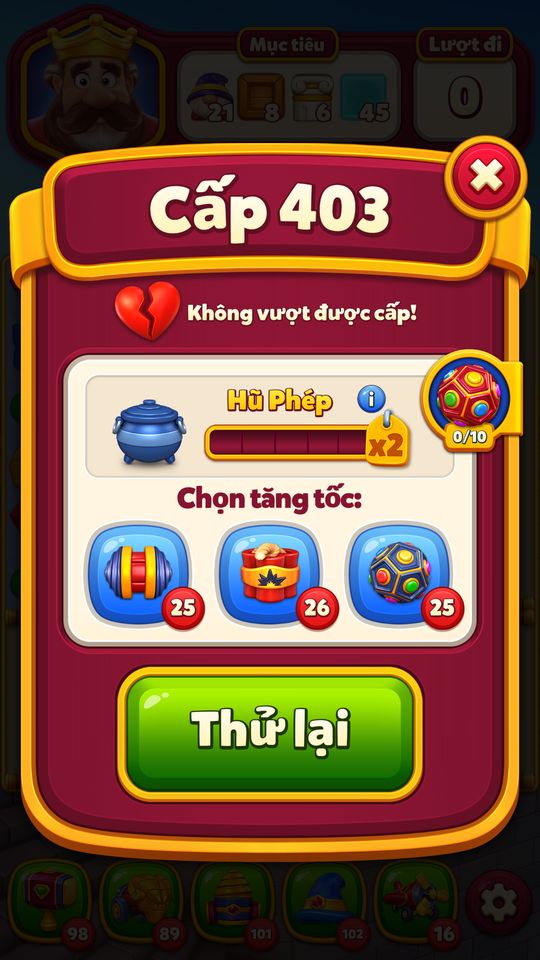 Mục tiêu
Lượt đi
21
8
6
45
0
Cấp 403
Không vượt được cấp!
Hũ Phép
i
x2
0/10
Chọn tăng tốc:
25
26
25
Thử lại
98
89
101
102
16